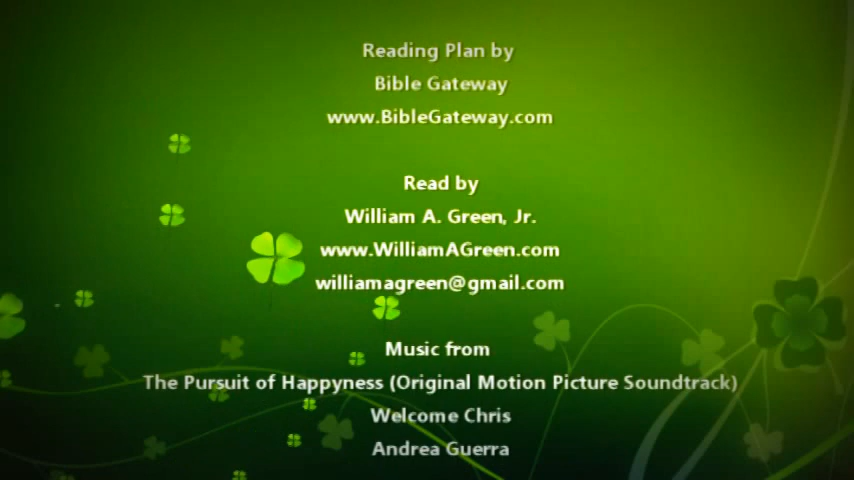 Reading Plan by
Bible Gateway
www.BibleGateway.com
Read by
William A. Green, Jr.
www.WilliamAGreen.com
williamagreen@gmail.com
Music from
The Pursuit of Happyness (Original Motion Picture Soundtrack)
Welcome Chris
Andrea Guerra